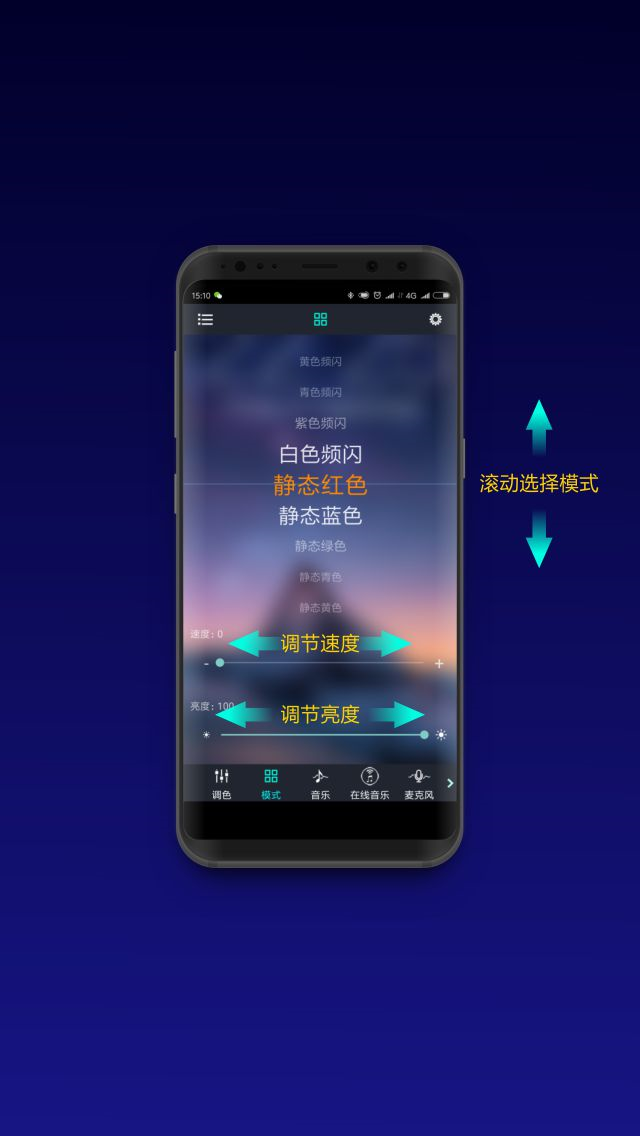 15:10 4G
黄色频闪
青色频闪
紫色频闪
白色频闪
静态红色
静态蓝色
静态绿色
静态青色
静态黄色
滚动选择模式
速度: 0
调节速度
- +
亮度: 100
调节亮度
调色 模式 音乐 在线音乐 麦克风